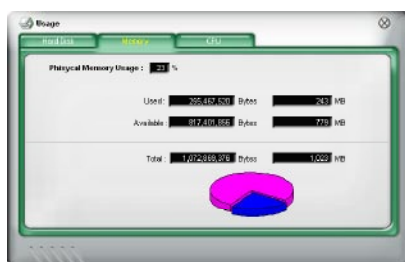 Usage
Hard Disk Memory CPU
Phisycal Memory Usage : 23 %
Used : 255,467,520 Bytes 243 MB
Available : 817,401,856 Bytes 779 MB
Total : 1,072,869,376 Bytes 1,023 MB